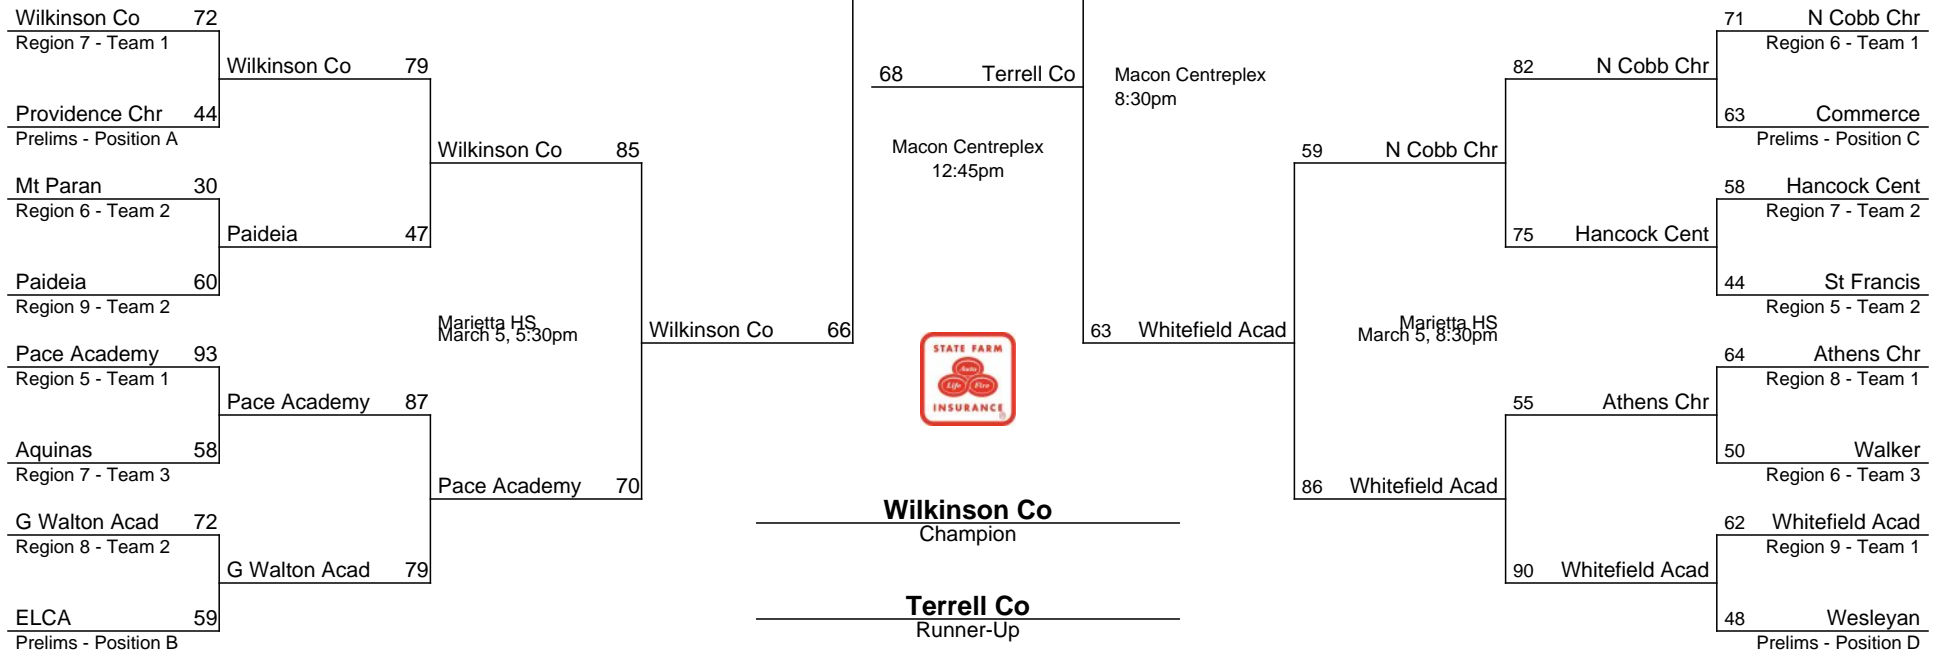 Wilkinson Co 72
Region 7 - Team 1
Wilkinson Co 79
Providence Chr 44
Prelims - Position A
Wilkinson Co 85
Mt Paran 30
Region 6 - Team 2
Paideia 47
Paideia 60
Region 9 - Team 2
Marietta HS
March 5, 5:30pm
Wilkinson Co 66
Pace Academy 93
Region 5 - Team 1
Pace Academy 87
Aquinas 58
Region 7 - Team 3
Pace Academy 70
G Walton Acad 72
Region 8 - Team 2
G Walton Acad 79
ELCA 59
Prelims - Position B
68 Terrell Co
Macon Centreplex
12:45pm
Macon Centreplex
8:30pm
STATE FARM
Auto
Life Fire
INSURANCE
®
Wilkinson Co
Champion
Terrell Co
Runner-Up
71 N Cobb Chr
Region 6 - Team 1
82 N Cobb Chr
63 Commerce
Prelims - Position C
59 N Cobb Chr
58 Hancock Cent
Region 7 - Team 2
75 Hancock Cent
44 St Francis
Region 5 - Team 2
Marietta HS
March 5, 8:30pm
63 Whitefield Acad
64 Athens Chr
Region 8 - Team 1
55 Athens Chr
50 Walker
Region 6 - Team 3
86 Whitefield Acad
62 Whitefield Acad
Region 9 - Team 1
90 Whitefield Acad
48 Wesleyan
Prelims - Position D